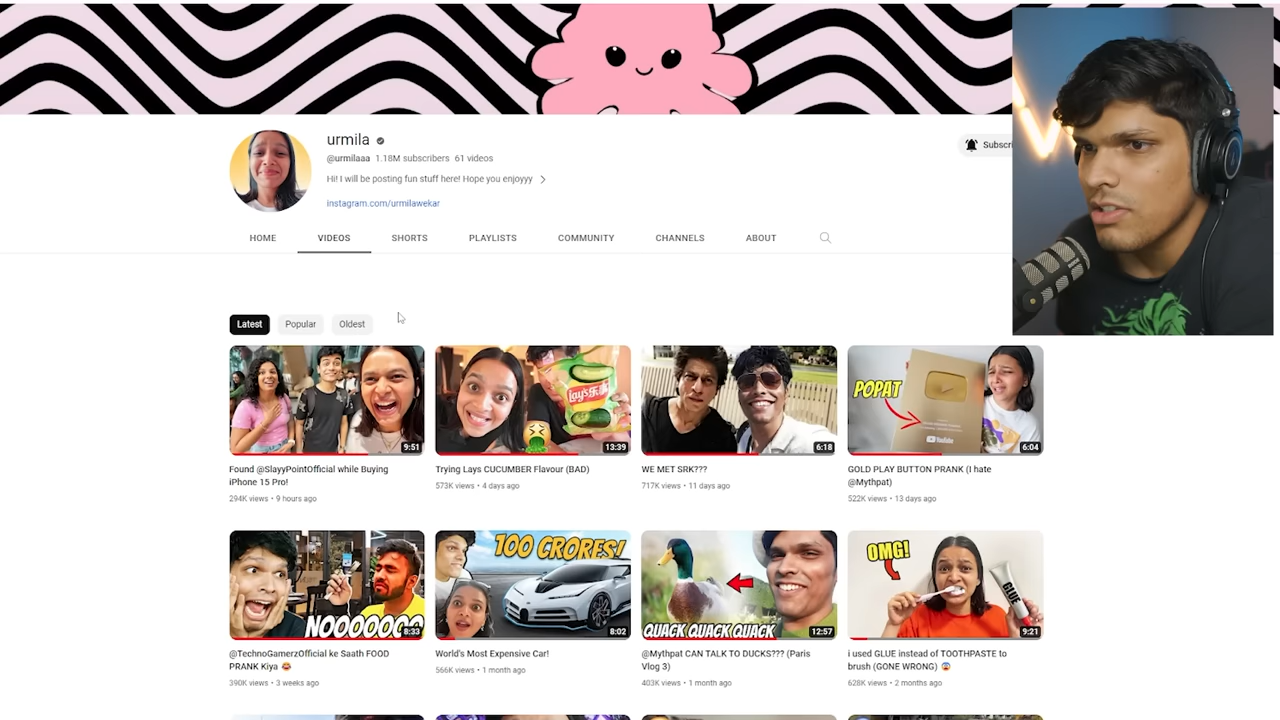 urmila
@urmilaaa 1.18M subscribers 61 videos
Hi! I will be posting fun stuff here! Hope you enjoyyy
instagram.com/urmilawekar
Subscri
HOME VIDEOS SHORTS PLAYLISTS COMMUNITY CHANNELS ABOUT
Latest Popular Oldest
9:51
Found @SlayyPointOfficial while Buying
iPhone 15 Pro!
294K views • 9 hours ago
Lay's
13:39
Trying Lays CUCUMBER Flavour (BAD)
573K views • 4 days ago
6:18
WE MET SRK???
717K views • 11 days ago
POPAT
YouTube
6:04
GOLD PLAY BUTTON PRANK (I hate
@Mythpat)
522K views • 13 days ago
NOOOOOO
8:33
@TechnoGamerzOfficial ke Saath FOOD
PRANK Kiya 😂
390K views • 3 weeks ago
100 CRORES!
8:02
World's Most Expensive Car!
566K views • 1 month ago
QUACK QUACK QUACK
12:57
@Mythpat CAN TALK TO DUCKS??? (Paris
Vlog 3)
403K views • 1 month ago
OMG!
GLUE
9:21
i used GLUE instead of TOOTHPASTE to
brush (GONE WRONG) 😨
628K views • 2 months ago